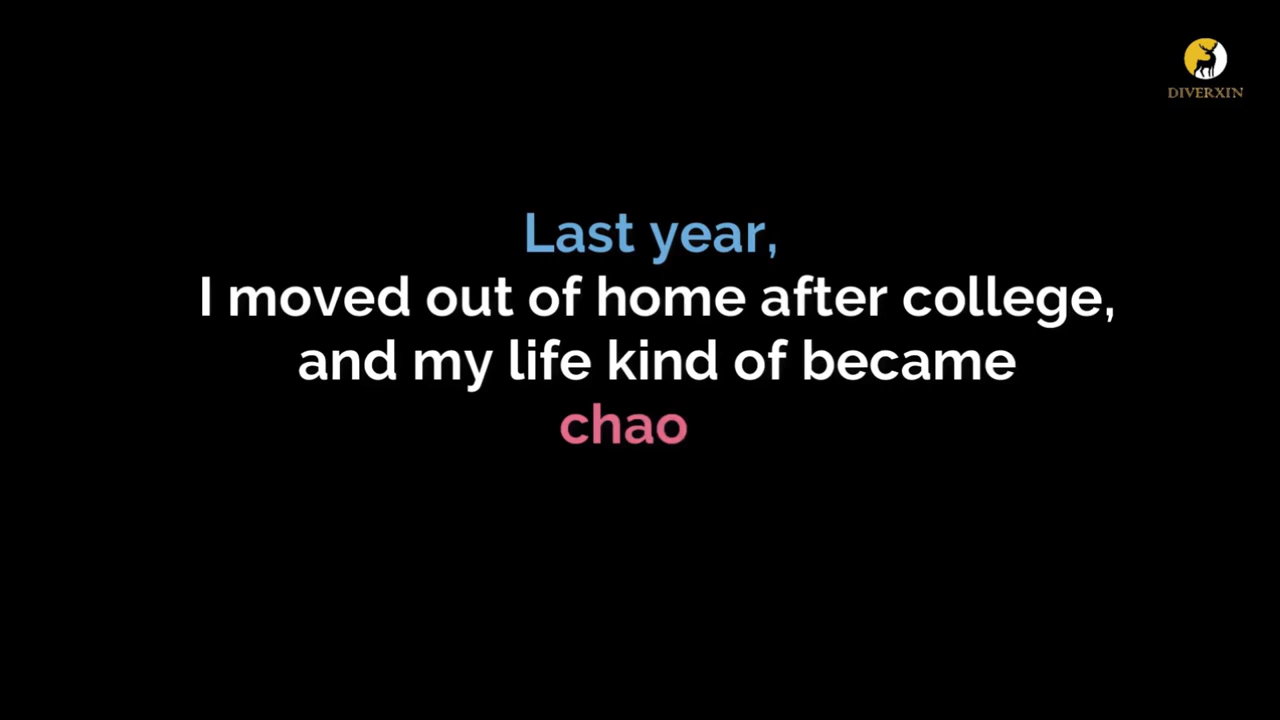 DIVERXIN
Last year,
I moved out of home after college,
and my life kind of became
chao